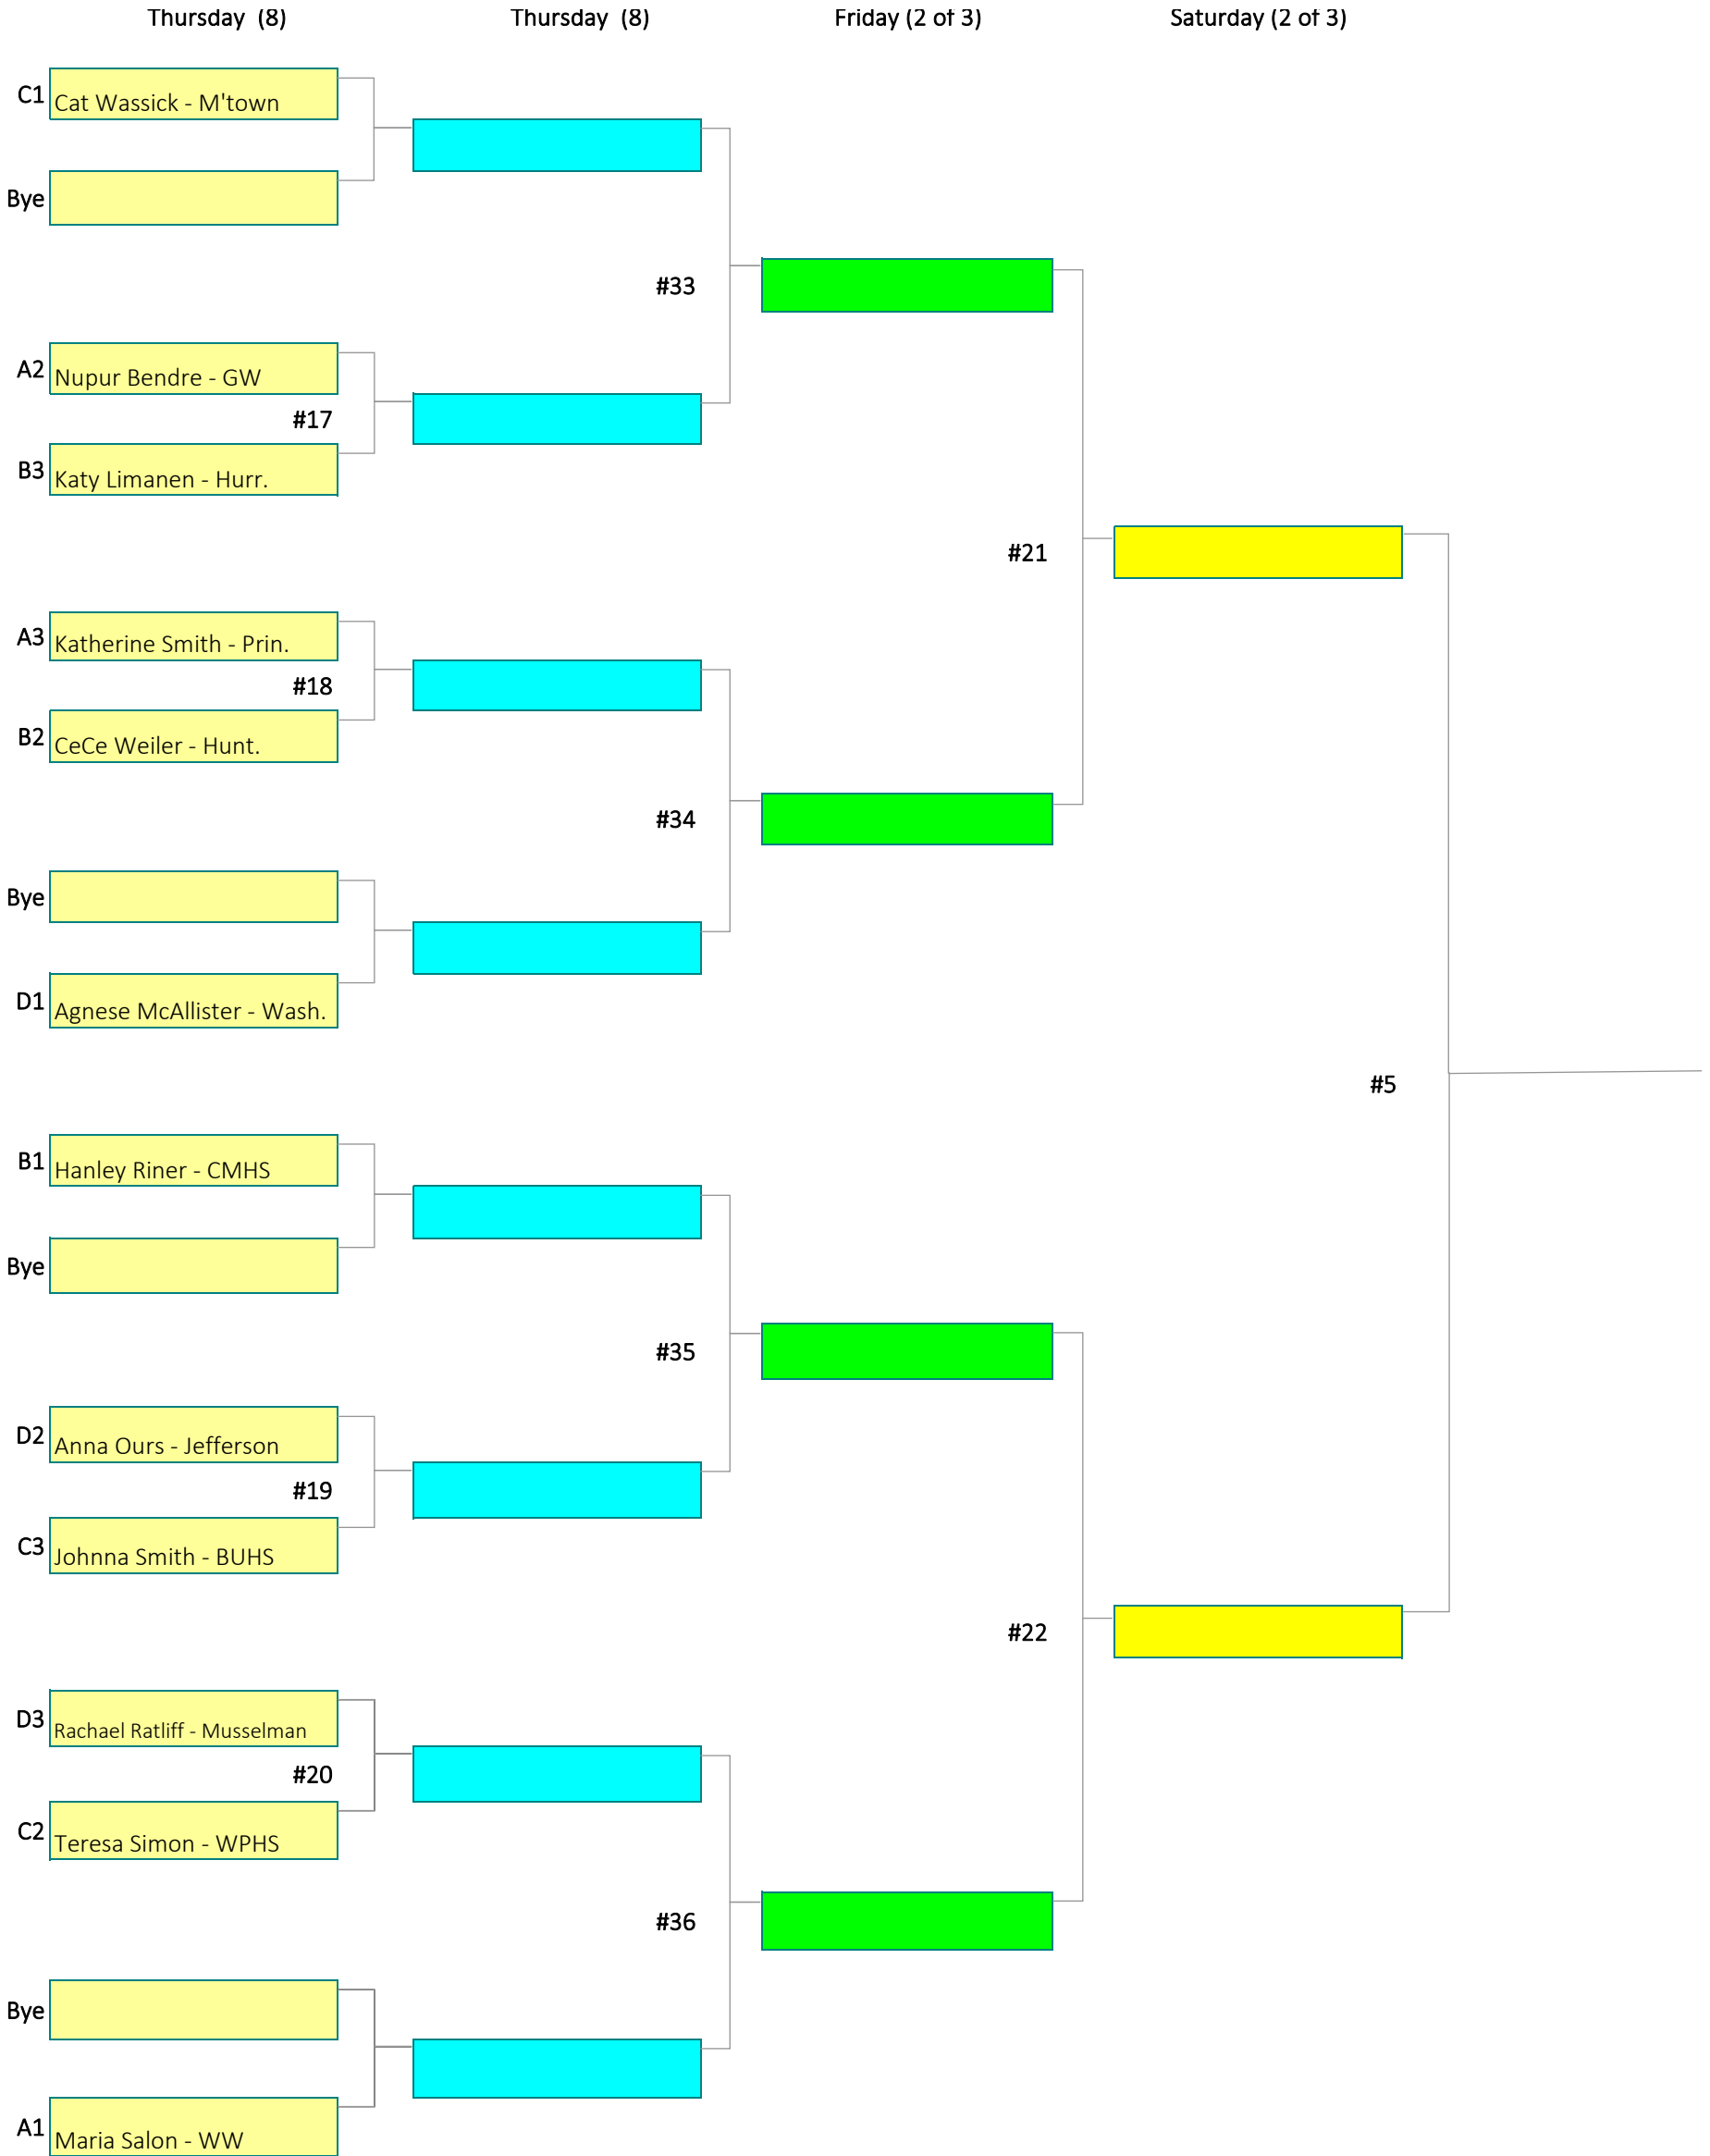 Thursday (8)
Thursday (8)
Friday (2 of 3)
Saturday (2 of 3)
C1
Cat Wassick - M'town
Bye
#33
A2
Nupur Bendre - GW
#17
B3
Katy Limanen - Hurr.
#21
A3
Katherine Smith - Prin.
#18
B2
CeCe Weiler - Hunt.
#34
Bye
D1
Agnese McAllister - Wash.
#5
B1
Hanley Riner - CMHS
Bye
#35
D2
Anna Ours - Jefferson
#19
C3
Johnna Smith - BUHS
#22
D3
Rachael Ratliff - Musselman
#20
C2
Teresa Simon - WPHS
#36
Bye
A1
Maria Salon - WW